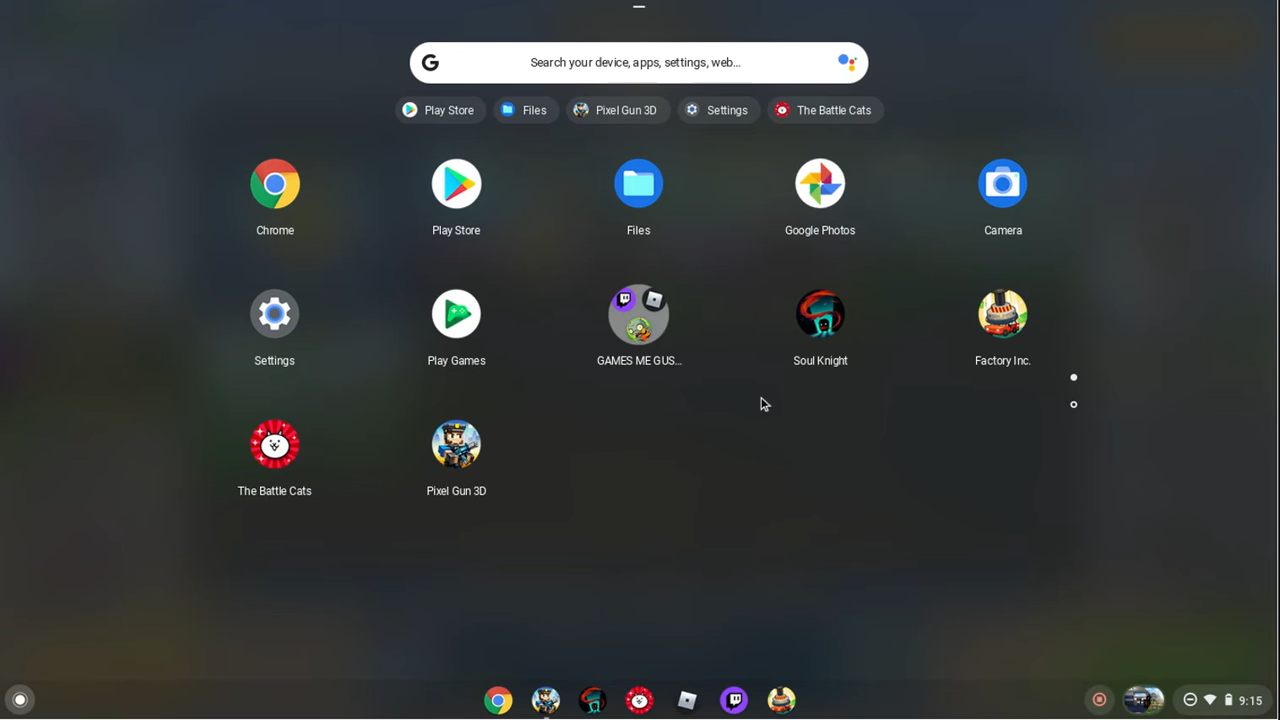 Search your device, apps, settings, web...
Play Store Files Pixel Gun 3D Settings The Battle Cats
Chrome Play Store Files Google Photos Camera
Settings Play Games GAMES ME GUS... Soul Knight Factory Inc.
The Battle Cats Pixel Gun 3D
9:15